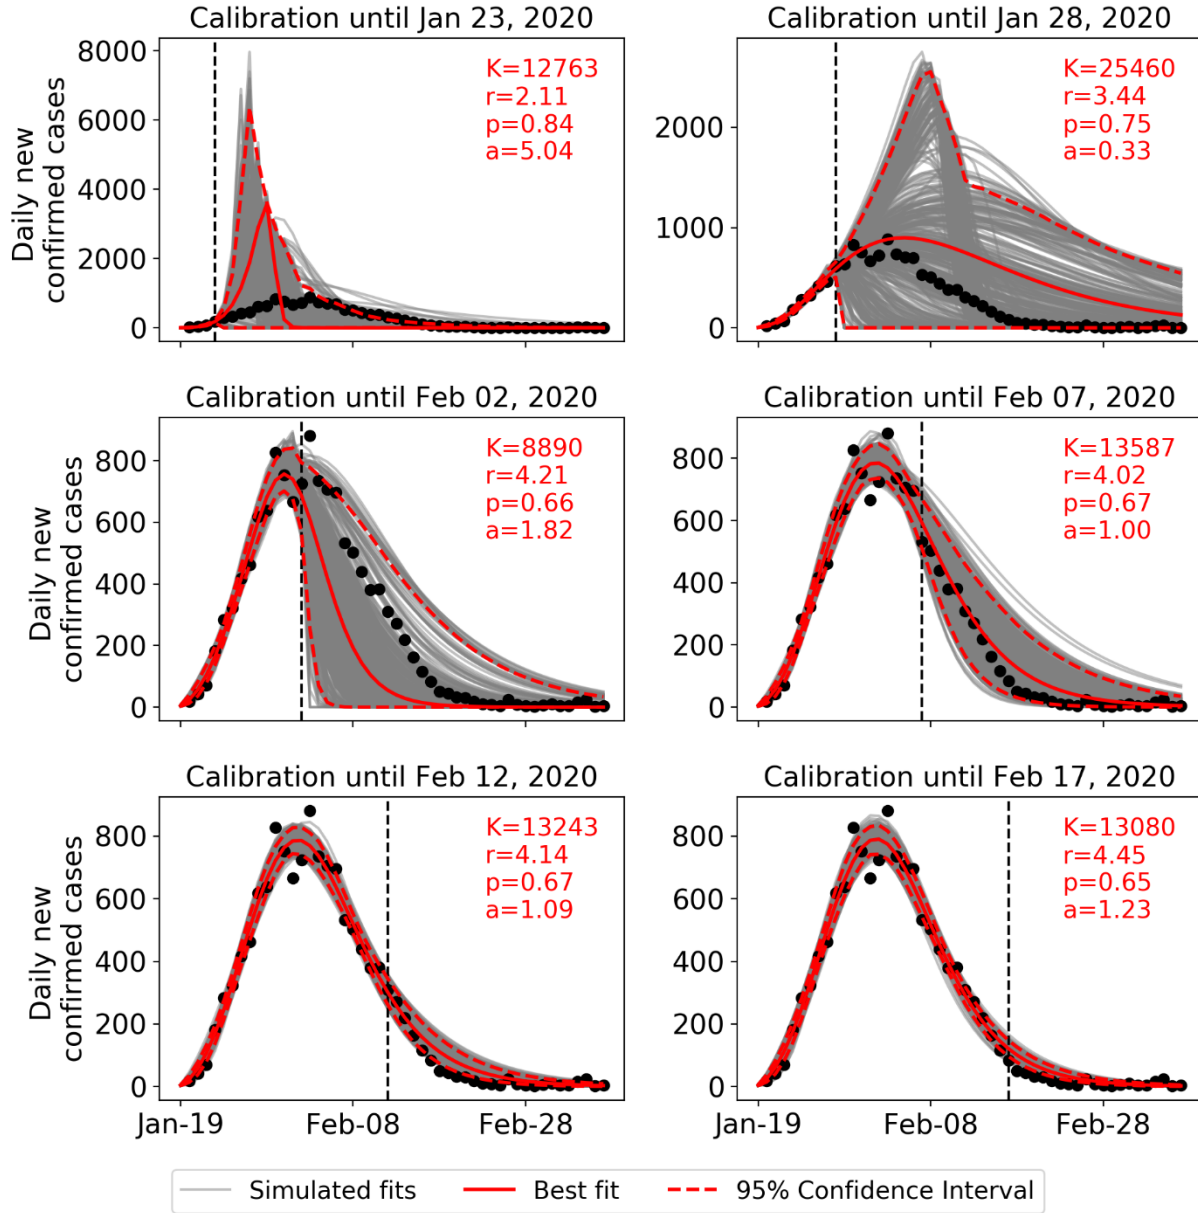 Calibration until Jan 23, 2020
Daily new
confirmed cases
8000
6000
4000
2000
0
K=12763
r=2.11
p=0.84
a=5.04
Calibration until Jan 28, 2020
2000
1000
0
K=25460
r=3.44
p=0.75
a=0.33
Calibration until Feb 02, 2020
Daily new
confirmed cases
800
600
400
200
0
K=8890
r=4.21
p=0.66
a=1.82
Calibration until Feb 07, 2020
800
600
400
200
0
K=13587
r=4.02
p=0.67
a=1.00
Calibration until Feb 12, 2020
Daily new
confirmed cases
800
600
400
200
0
K=13243
r=4.14
p=0.67
a=1.09
Jan-19 Feb-08 Feb-28
Calibration until Feb 17, 2020
800
600
400
200
0
K=13080
r=4.45
p=0.65
a=1.23
Jan-19 Feb-08 Feb-28
Simulated fits Best fit 95% Confidence Interval